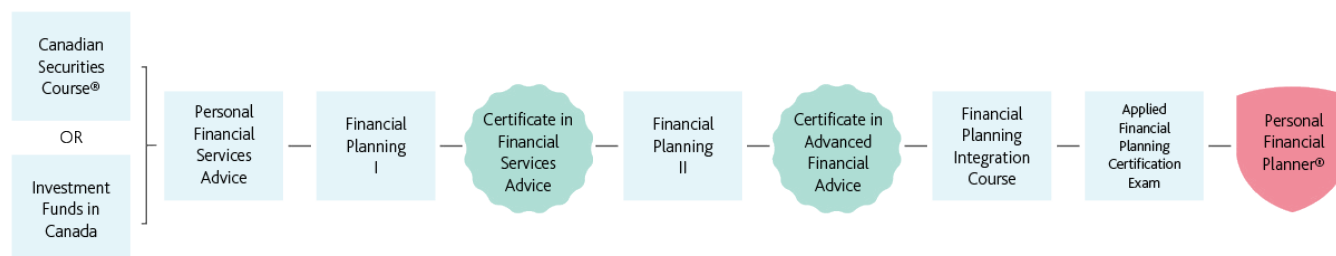 Canadian
Securities
Course®
OR
Investment
Funds in
Canada
Personal
Financial
Services
Advice
Financial
Planning
I
Certificate in
Financial
Services
Advice
Financial
Planning
II
Certificate in
Advanced
Financial
Advice
Financial
Planning
Integration
Course
Applied
Financial
Planning
Certification
Exam
Personal
Financial
Planner®